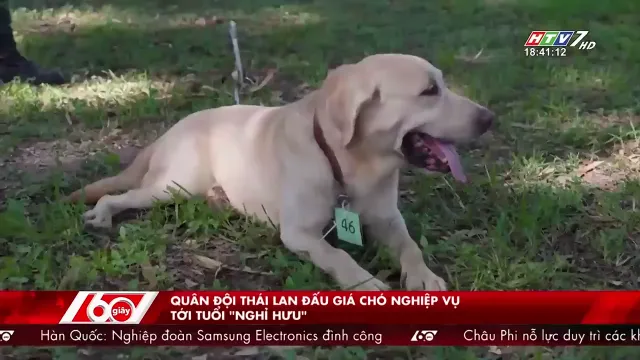 HTV7 HD
18:41:12
46
60 giây
QUÂN ĐỘI THÁI LAN ĐẤU GIÁ CHÓ NGHIỆP VỤ
TỚI TUỔI "NGHỈ HƯU"
Hàn Quốc: Nghiệp đoàn Samsung Electronics đình công 60 giây Châu Phi nỗ lực duy trì các kh